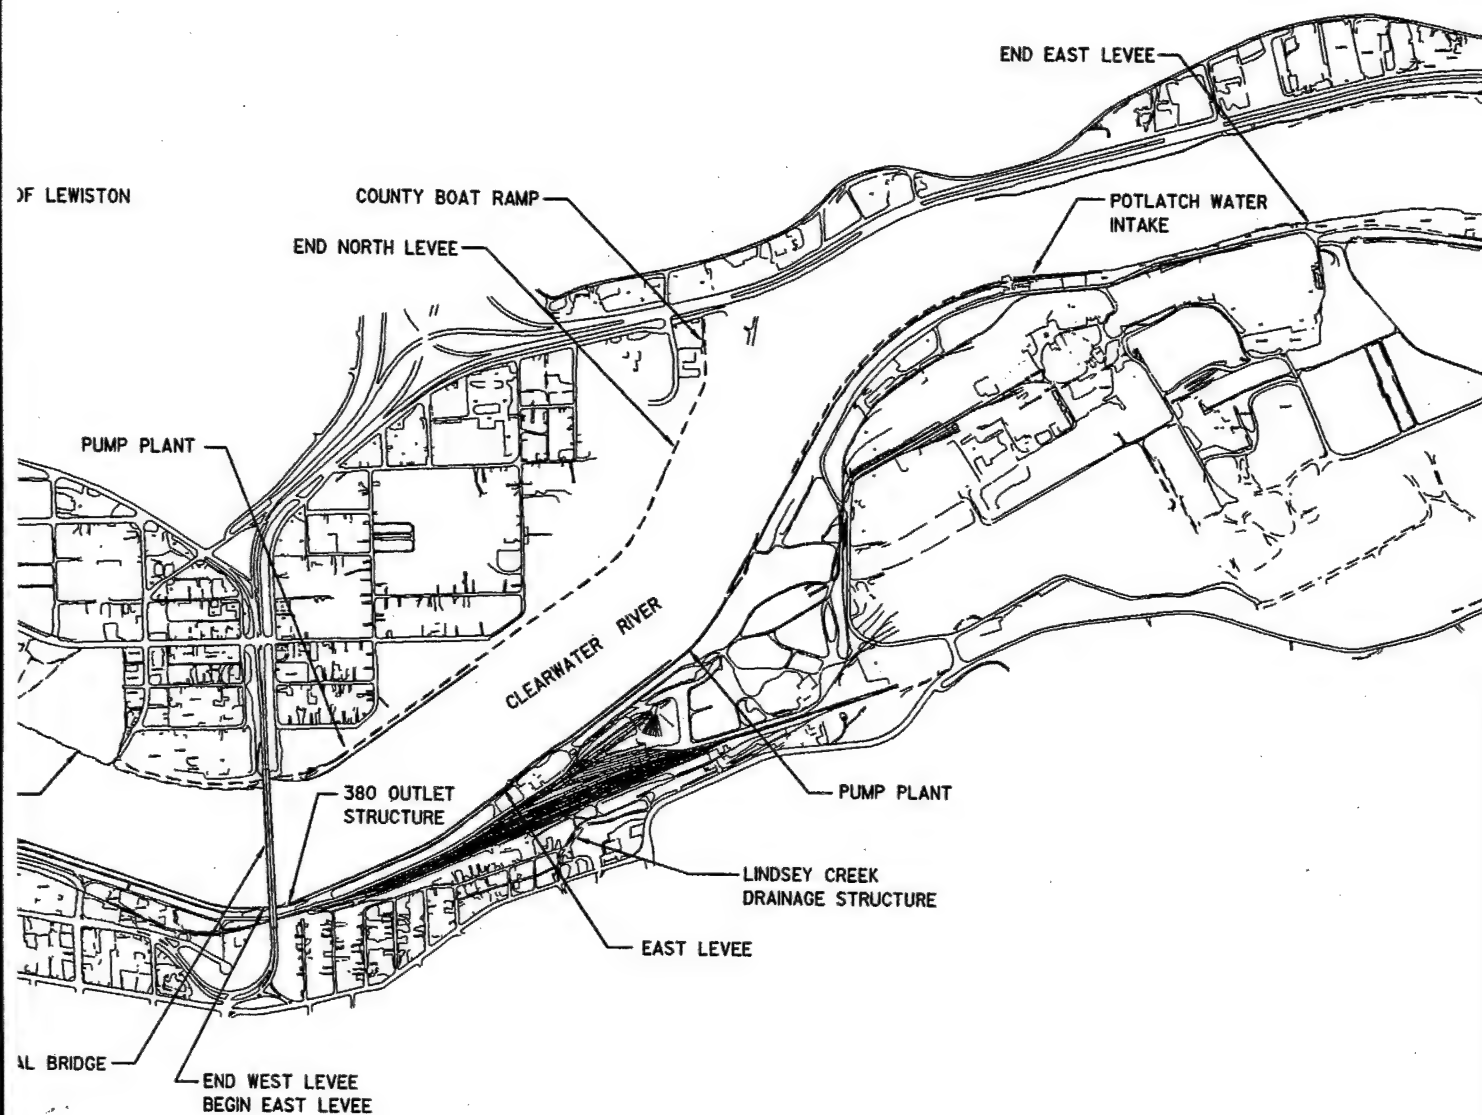 END EAST LEVEE
OF LEWISTON
COUNTY BOAT RAMP
POTLATCH WATER
INTAKE
END NORTH LEVEE
PUMP PLANT
CLEARWATER RIVER
380 OUTLET
STRUCTURE
PUMP PLANT
LINDSEY CREEK
DRAINAGE STRUCTURE
EAST LEVEE
AL BRIDGE
END WEST LEVEE
BEGIN EAST LEVEE